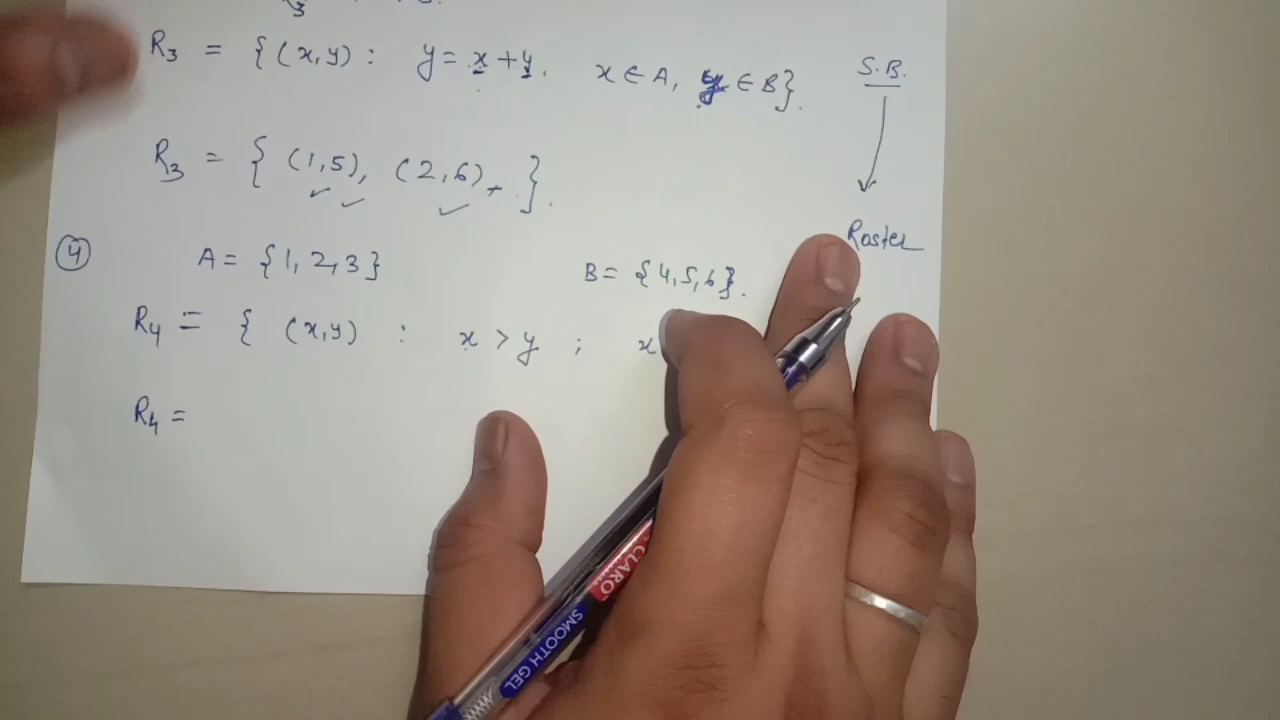 R₃ = {(x,y) : y = x + 4, x ∈ A, y ∈ B}. S.B.
R₃ = { (1,5), (2,6), }.
Roster
④ A = {1, 2, 3} B = {4, 5, 6}.
R₄ = { (x,y) : x > y ; x
R₄ =
CLARO
SMOOTH GEL